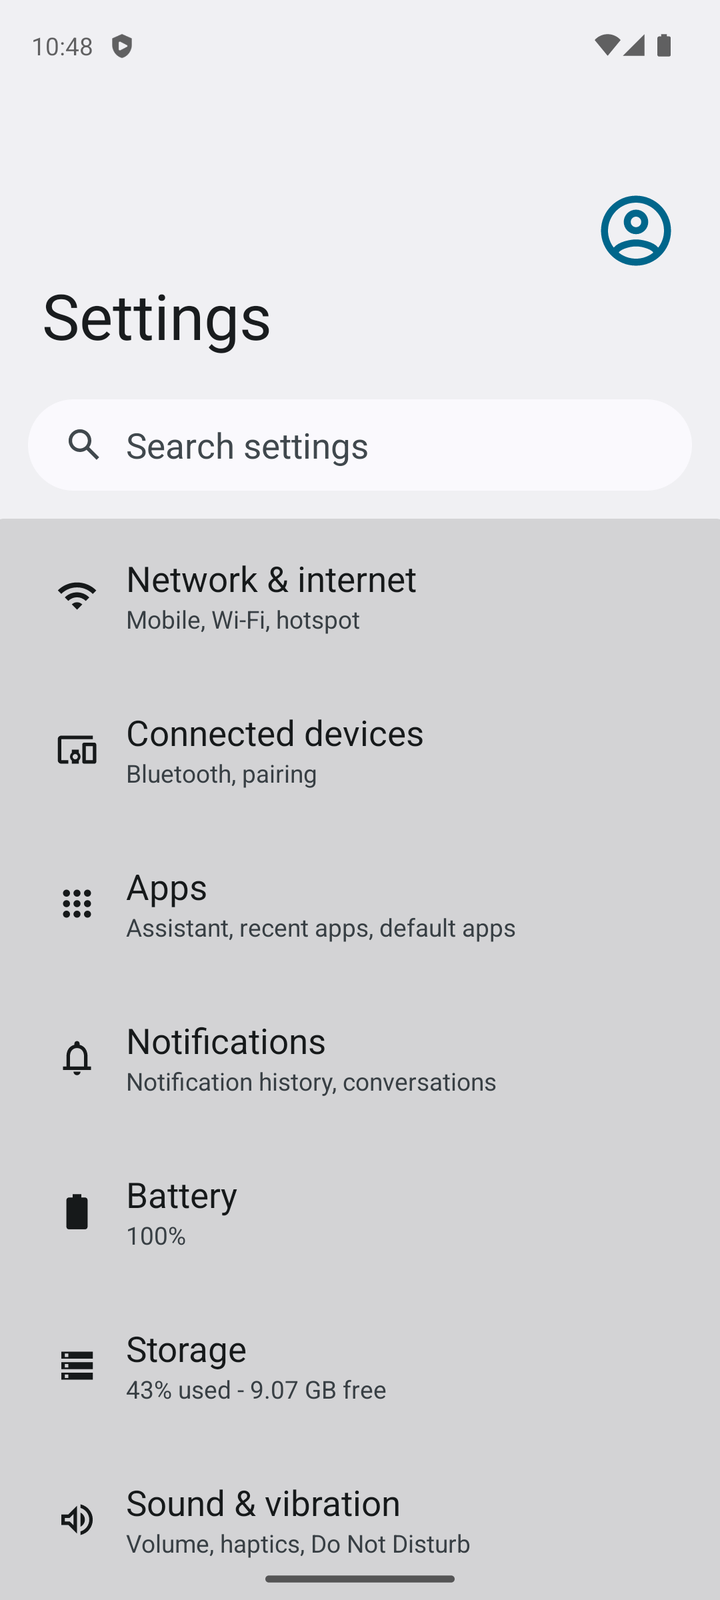 10:48
Settings
Search settings
Network & internet
Mobile, Wi-Fi, hotspot
Connected devices
Bluetooth, pairing
Apps
Assistant, recent apps, default apps
Notifications
Notification history, conversations
Battery
100%
Storage
43% used - 9.07 GB free
Sound & vibration
Volume, haptics, Do Not Disturb